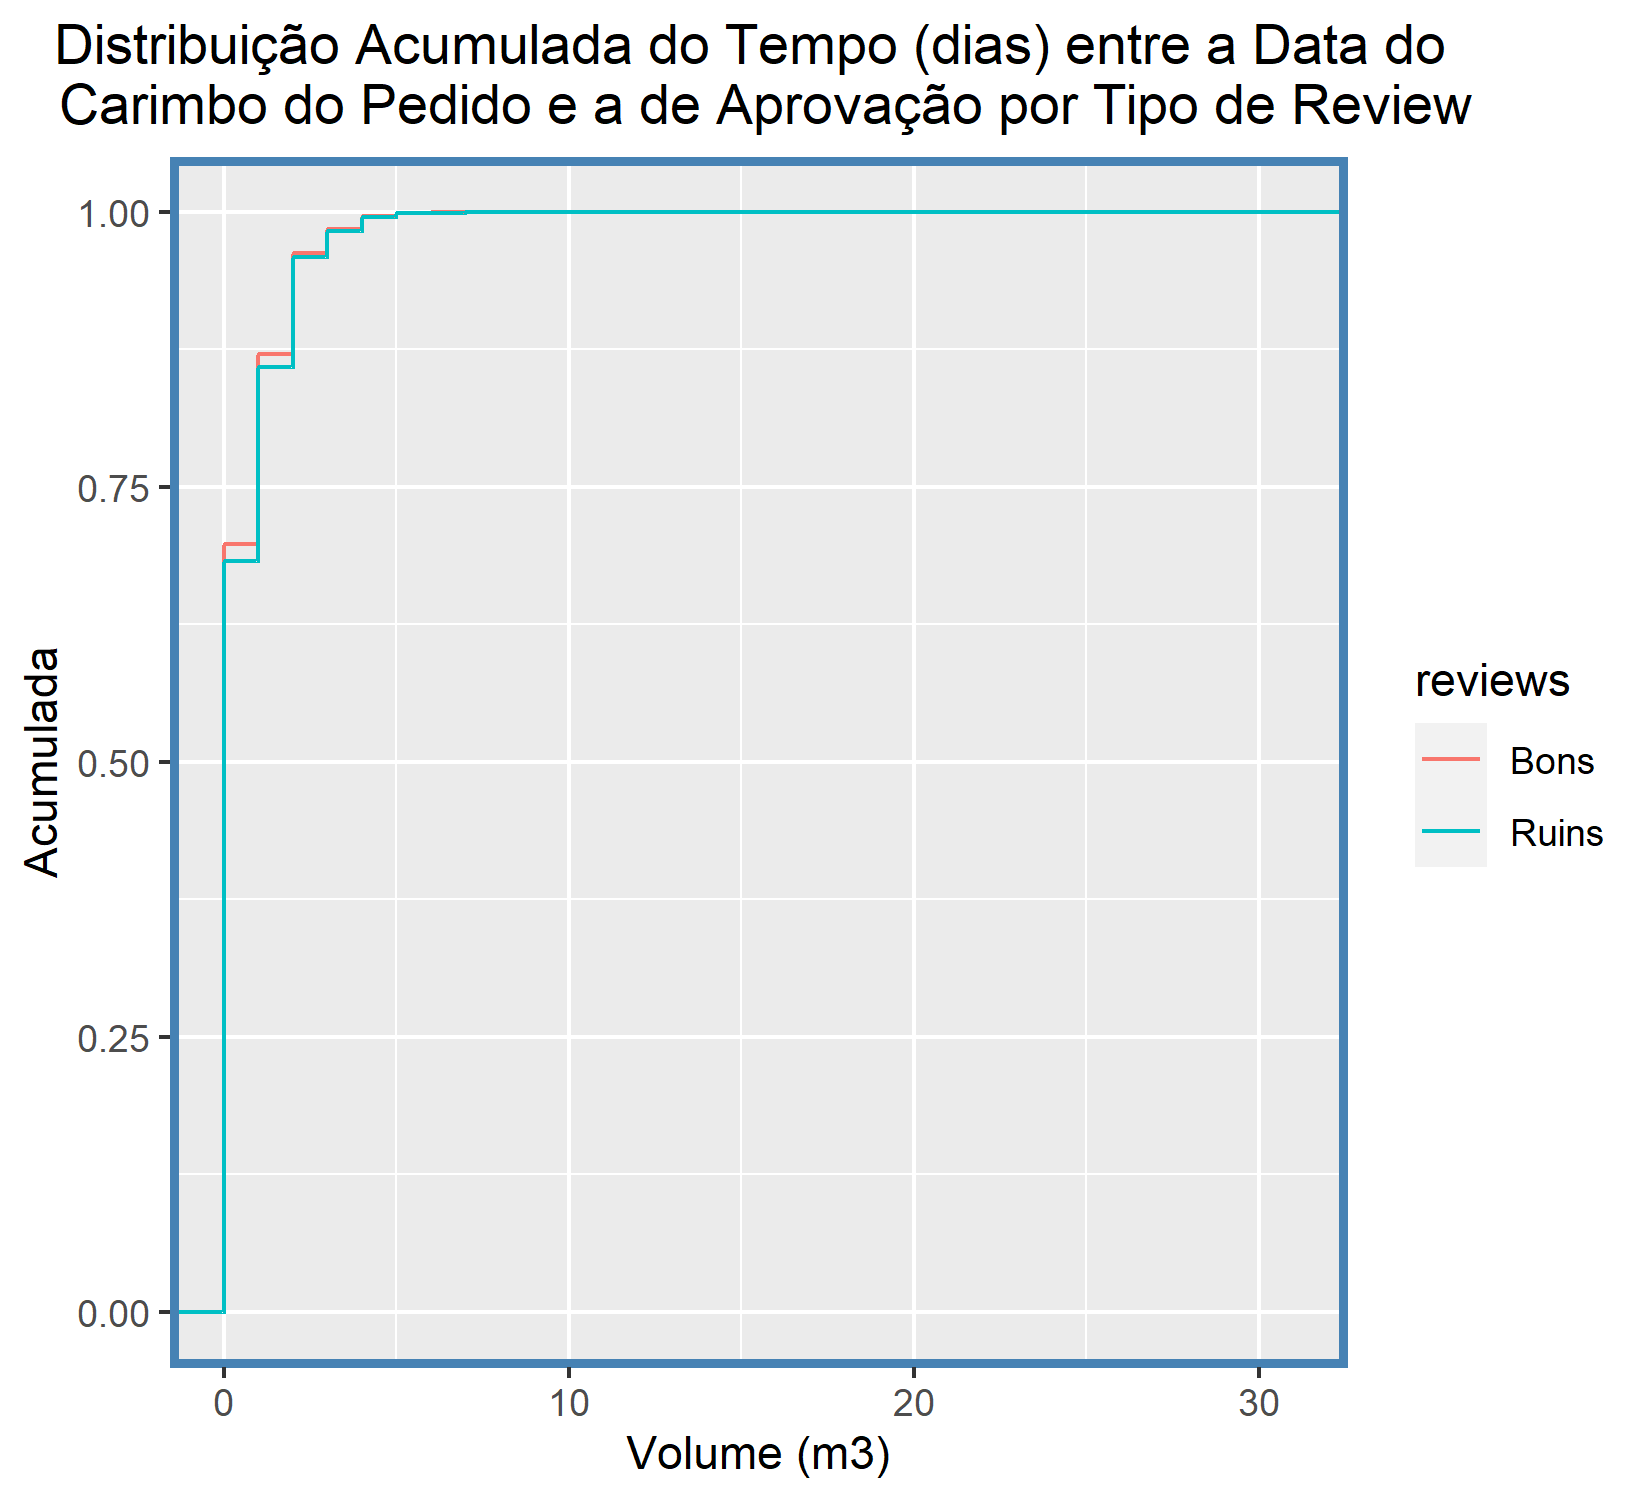 Distribuição Acumulada do Tempo (dias) entre a Data do
Carimbo do Pedido e a de Aprovação por Tipo de Review
1.00
0.75
0.50
0.25
0.00
Acumulada
0
10
20
30
Volume (m3)
reviews
Bons
Ruins